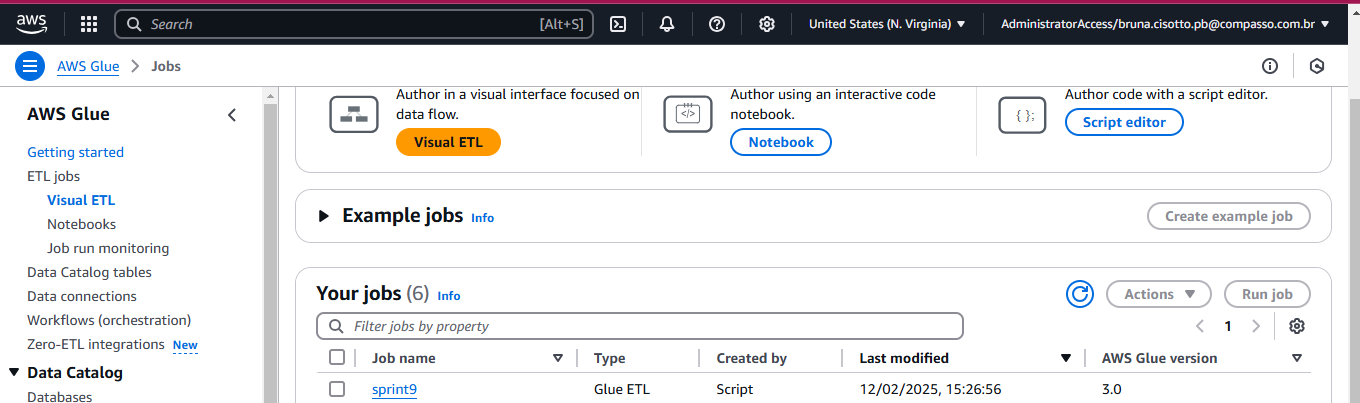 aws
Search [Alt+S]
United States (N. Virginia)
AdministratorAccess/bruna.cisotto.pb@compasso.com.br
AWS Glue > Jobs
AWS Glue
Getting started
ETL jobs
Visual ETL
Notebooks
Job run monitoring
Data Catalog tables
Data connections
Workflows (orchestration)
Zero-ETL integrations New
Data Catalog
Databases
Author in a visual interface focused on
data flow.
Visual ETL
Author using an interactive code
notebook.
Notebook
Author code with a script editor.
Script editor
Example jobs Info
Create example job
Your jobs (6) Info
Actions
Run job
Filter jobs by property
1
Job name Type Created by Last modified AWS Glue version
sprint9 Glue ETL Script 12/02/2025, 15:26:56 3.0